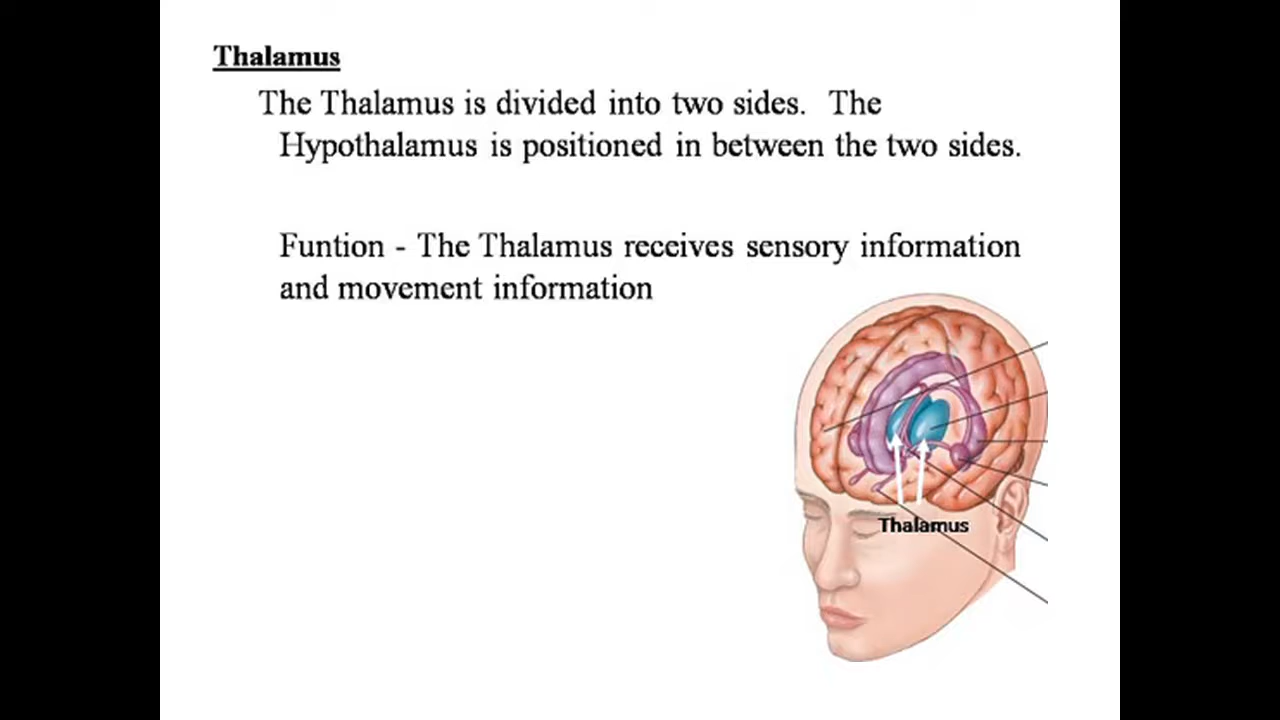 Thalamus
The Thalamus is divided into two sides. The
Hypothalamus is positioned in between the two sides.
Funtion - The Thalamus receives sensory information
and movement information
Thalamus